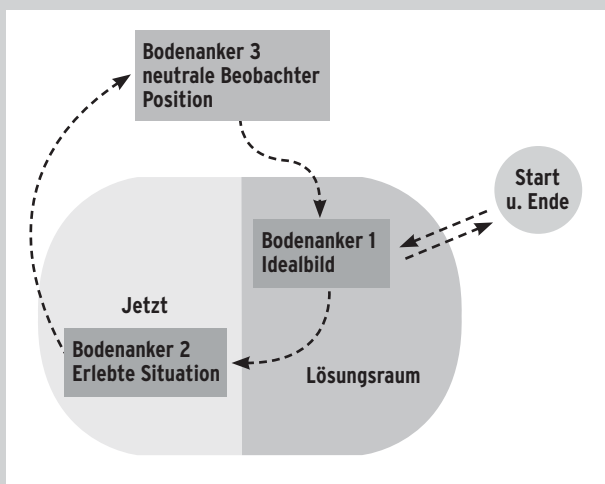 Bodenanker 3
neutrale Beobachter
Position
Start
u. Ende
Bodenanker 1
Idealbild
Jetzt
Bodenanker 2
Erlebte Situation
Lösungsraum